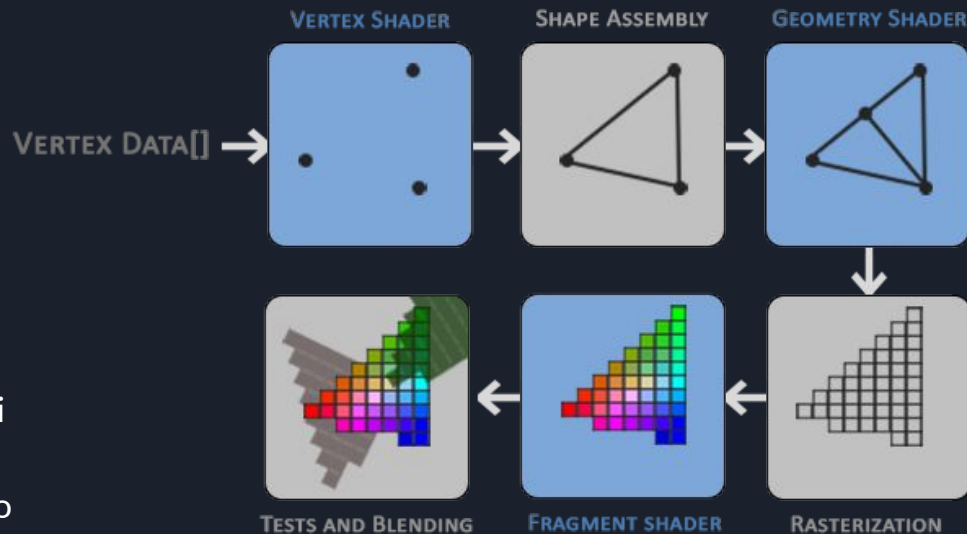 VERTEX SHADER
SHAPE ASSEMBLY
GEOMETRY SHADER
VERTEX DATA[]
i
o
TESTS AND BLENDING
FRAGMENT SHADER
RASTERIZATION